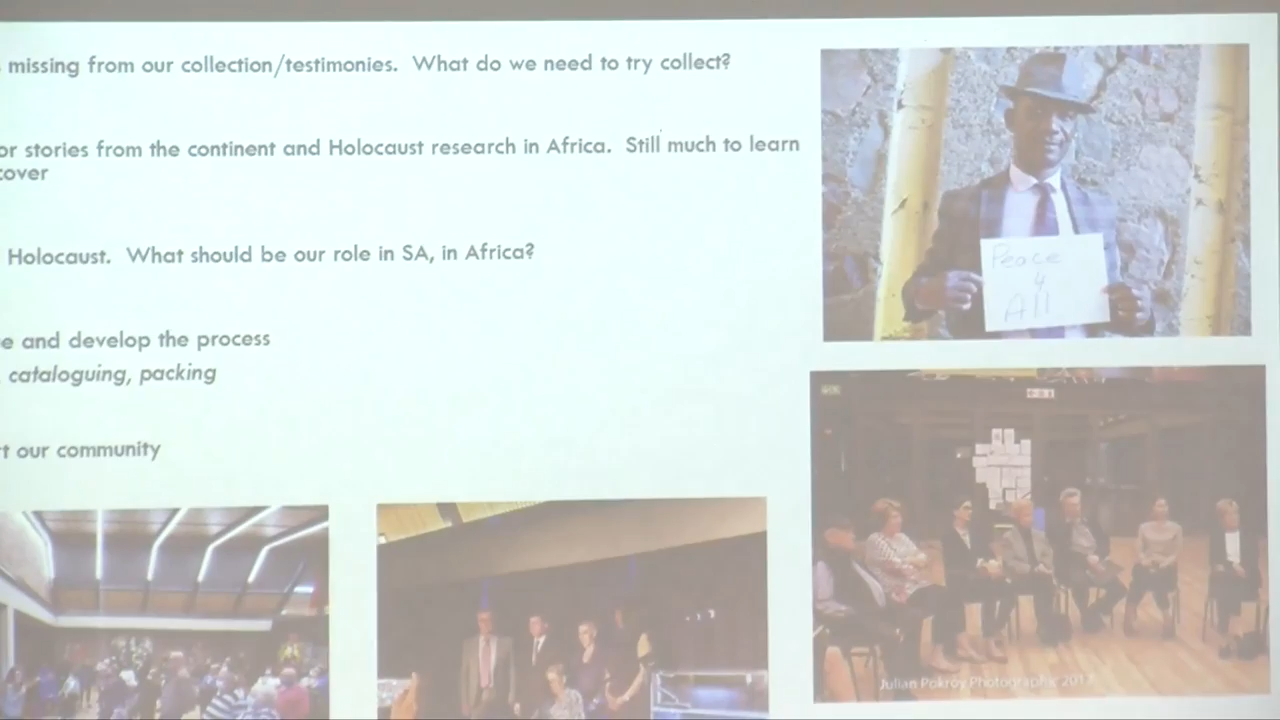 missing from our collection/testimonies. What do we need to try collect?
or stories from the continent and Holocaust research in Africa. Still much to learn
cover
Holocaust. What should be our role in SA, in Africa?
e and develop the process
cataloguing, packing
t our community
Peace
4
All
Julian Pokroy Photographic 2017